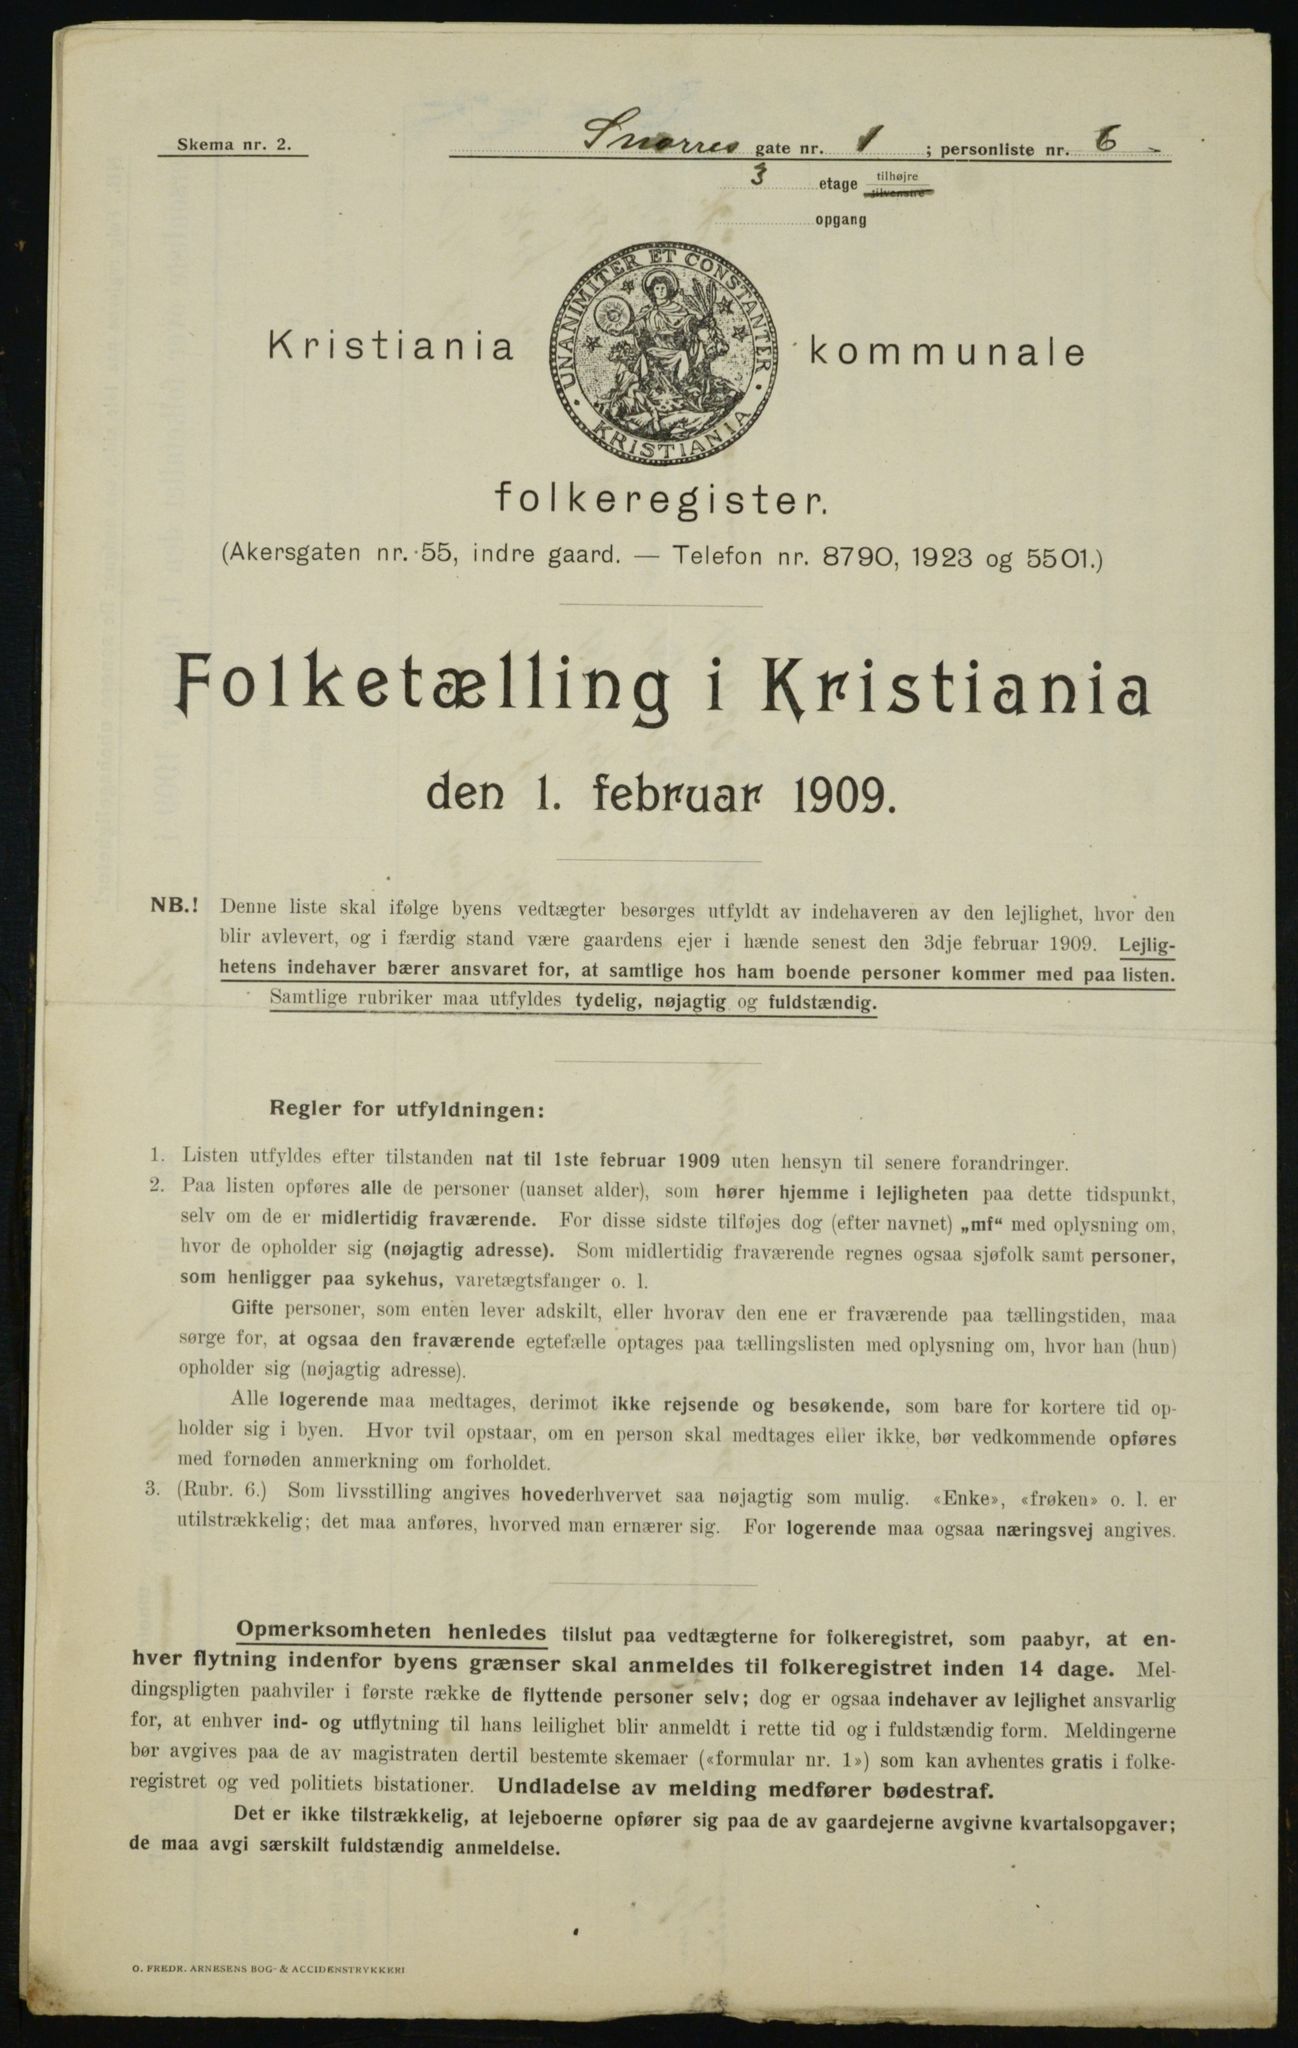 Skema nr. 2.
Snorres gate nr. 1 ; personliste nr. 6
3 etage tilhøjre
tilvenstre
opgang
UNANIMITER ET CONSTANTER
KRISTIANIA
Kristiania kommunale
folkeregister.
(Akersgaten nr. 55, indre gaard. — Telefon nr. 8790, 1923 og 5501.)
Folketælling i Kristiania
den 1. februar 1909.
NB.! Denne liste skal ifølge byens vedtægter besørges utfyldt av indehaveren av den lejlighet, hvor den
blir avlevert, og i færdig stand være gaardens ejer i hænde senest den 3dje februar 1909. Lejlig-
hetens indehaver bærer ansvaret for, at samtlige hos ham boende personer kommer med paa listen.
Samtlige rubriker maa utfyldes tydelig, nøjagtig og fuldstændig.
Regler for utfyldningen:
1. Listen utfyldes efter tilstanden nat til 1ste februar 1909 uten hensyn til senere forandringer.
2. Paa listen opføres alle de personer (uanset alder), som hører hjemme i lejligheten paa dette tidspunkt,
selv om de er midlertidig fraværende. For disse sidste tilføjes dog (efter navnet) „mf“ med oplysning om,
hvor de opholder sig (nøjagtig adresse). Som midlertidig fraværende regnes ogsaa sjøfolk samt personer,
som henligger paa sykehus, varetægtsfanger o. l.
Gifte personer, som enten lever adskilt, eller hvorav den ene er fraværende paa tællingstiden, maa
sørge for, at ogsaa den fraværende egtefælle optages paa tællingslisten med oplysning om, hvor han (hun)
opholder sig (nøjagtig adresse).
Alle logerende maa medtages, derimot ikke rejsende og besøkende, som bare for kortere tid op-
holder sig i byen. Hvor tvil opstaar, om en person skal medtages eller ikke, bør vedkommende opføres
med fornøden anmerkning om forholdet.
3. (Rubr. 6.) Som livsstilling angives hovederhvervet saa nøjagtig som mulig. «Enke», «frøken» o. l. er
utilstrækkelig; det maa anføres, hvorved man ernærer sig. For logerende maa ogsaa næringsvej angives.
Opmerksomheten henledes tilslut paa vedtægterne for folkeregistret, som paabyr, at en-
hver flytning indenfor byens grænser skal anmeldes til folkeregistret inden 14 dage. Mel-
dingspligten paahviler i første række de flyttende personer selv; dog er ogsaa indehaver av lejlighet ansvarlig
for, at enhver ind- og utflytning til hans leilighet blir anmeldt i rette tid og i fuldstændig form. Meldingerne
bør avgives paa de av magistraten dertil bestemte skemaer («formular nr. 1») som kan avhentes gratis i folke-
registret og ved politiets bistationer. Undladelse av melding medfører bødestraf.
Det er ikke tilstrækkelig, at lejeboerne opfører sig paa de av gaardejerne avgivne kvartalsopgaver;
de maa avgi særskilt fuldstændig anmeldelse.
O. FREDR. ARNESENS BOG- & ACCIDENSTRYKKERI